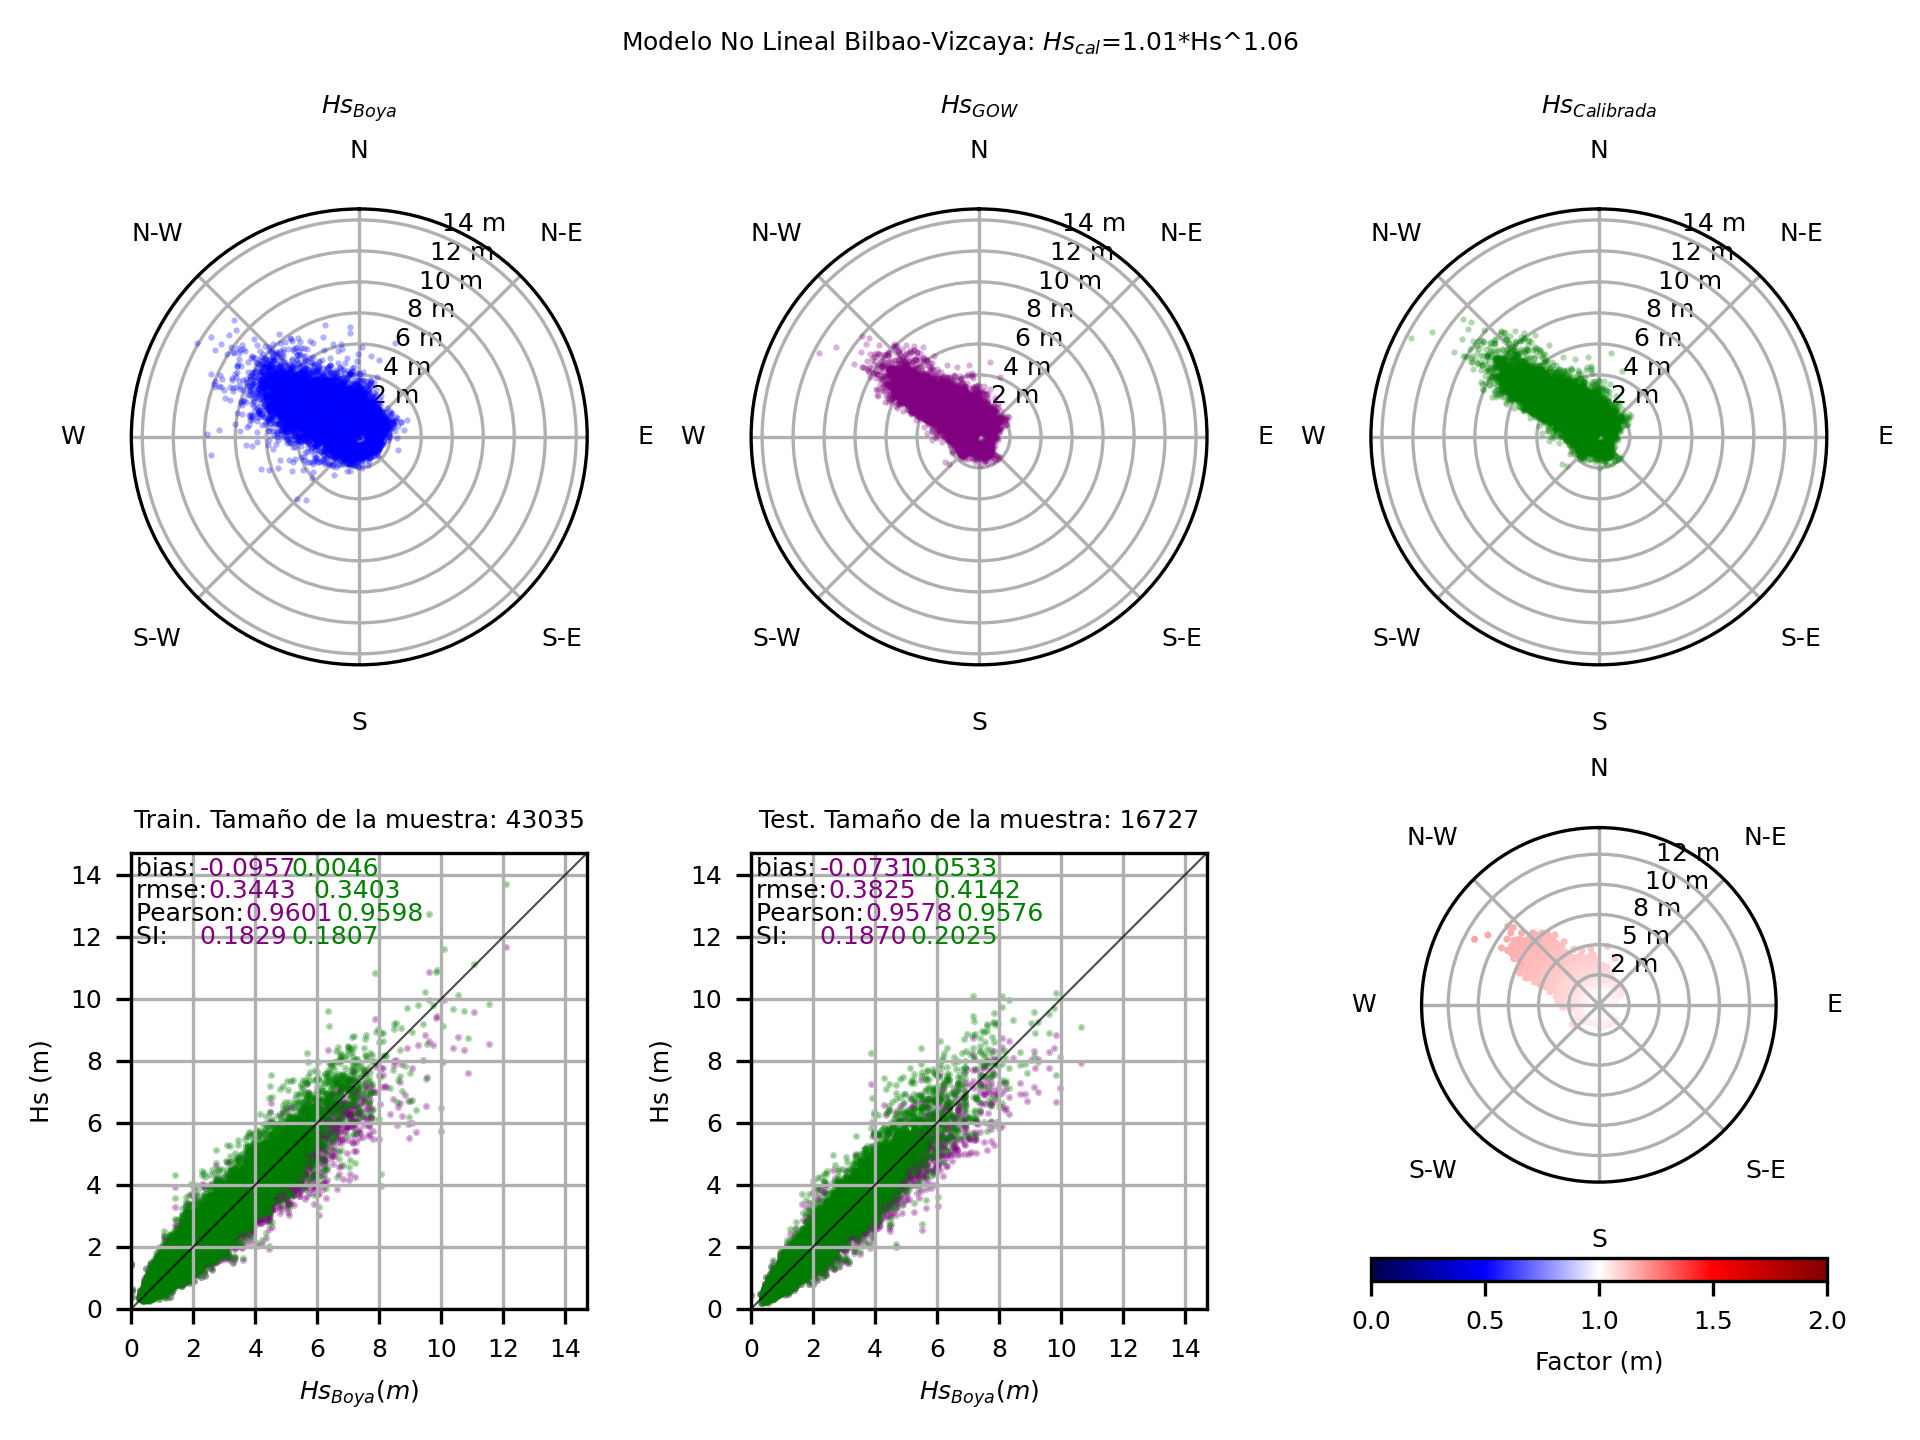 Modelo No Lineal Bilbao-Vizcaya: Hs_cal=1.01*Hs^1.06
Hs_Boya
N
N-W
N-E
14 m
12 m
10 m
8 m
6 m
4 m
2 m
W
E
S-W
S-E
S
Hs_GOW
N
N-W
N-E
14 m
12 m
10 m
8 m
6 m
4 m
2 m
W
E
S-W
S-E
S
Hs_Calibrada
N
N-W
N-E
14 m
12 m
10 m
8 m
6 m
4 m
2 m
W
E
S-W
S-E
S
Train. Tamaño de la muestra: 43035
bias: -0.0957 0.0046
rmse: 0.3443 0.3403
Pearson: 0.9601 0.9598
SI: 0.1829 0.1807
14
12
10
8
6
4
2
0
Hs (m)
0 2 4 6 8 10 12 14
Hs_Boya(m)
Test. Tamaño de la muestra: 16727
bias: -0.0731 0.0533
rmse: 0.3825 0.4142
Pearson: 0.9578 0.9576
SI: 0.1870 0.2025
14
12
10
8
6
4
2
0
Hs (m)
0 2 4 6 8 10 12 14
Hs_Boya(m)
N
N-W
N-E
12 m
10 m
8 m
5 m
2 m
W
E
S-W
S-E
S
0.0 0.5 1.0 1.5 2.0
Factor (m)